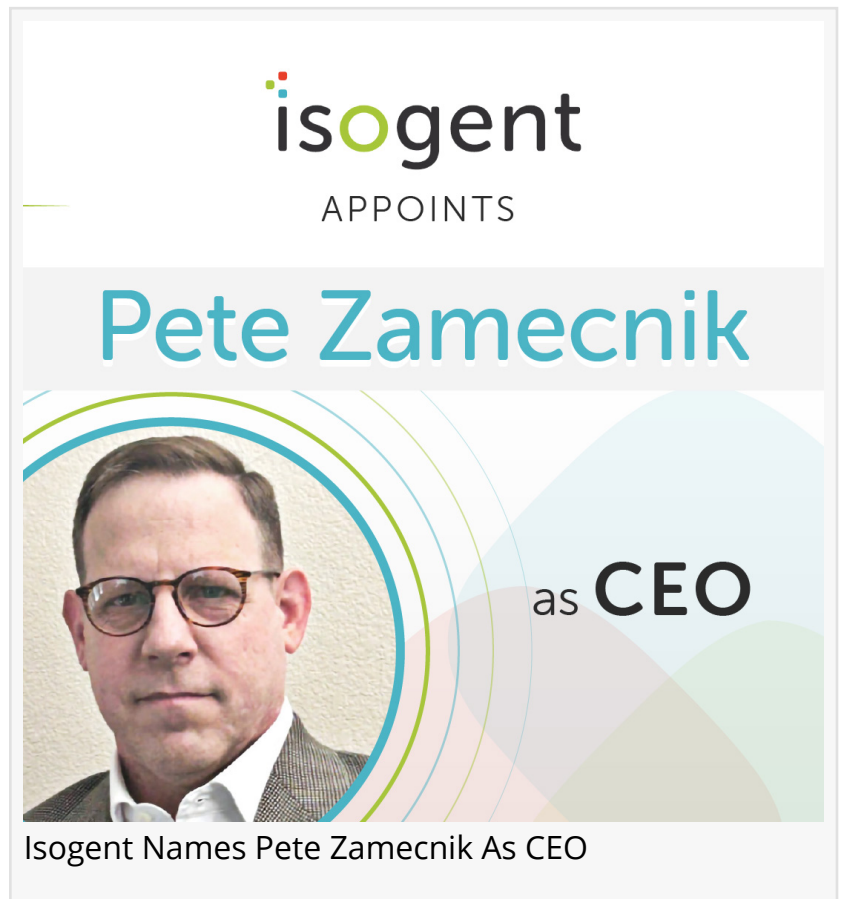 isogent
APPOINTS
Pete Zamecnik
as CEO
Isogent Names Pete Zamecnik As CEO